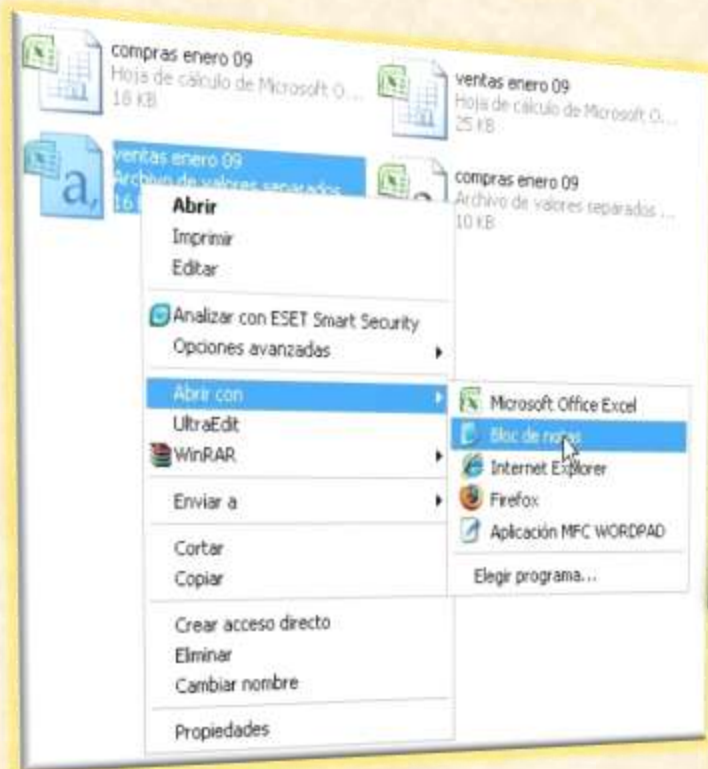 compras enero 09
Hoja de cálculo de Microsoft O...
18 KB
ventas enero 09
Hoja de cálculo de Microsoft O...
25 KB
ventas enero 09
Archivo de valores separados
16
compras enero 09
Archivo de valores separados ...
10 KB
a,
Abrir
Imprimir
Editar
Analizar con ESET Smart Security
Opciones avanzadas
Abrir con
UltraEdit
WinRAR
Enviar a
Cortar
Copiar
Crear acceso directo
Eliminar
Cambiar nombre
Propiedades
Microsoft Office Excel
Bloc de notas
Internet Explorer
Firefox
Aplicación MFC WORDPAD
Elegir programa...